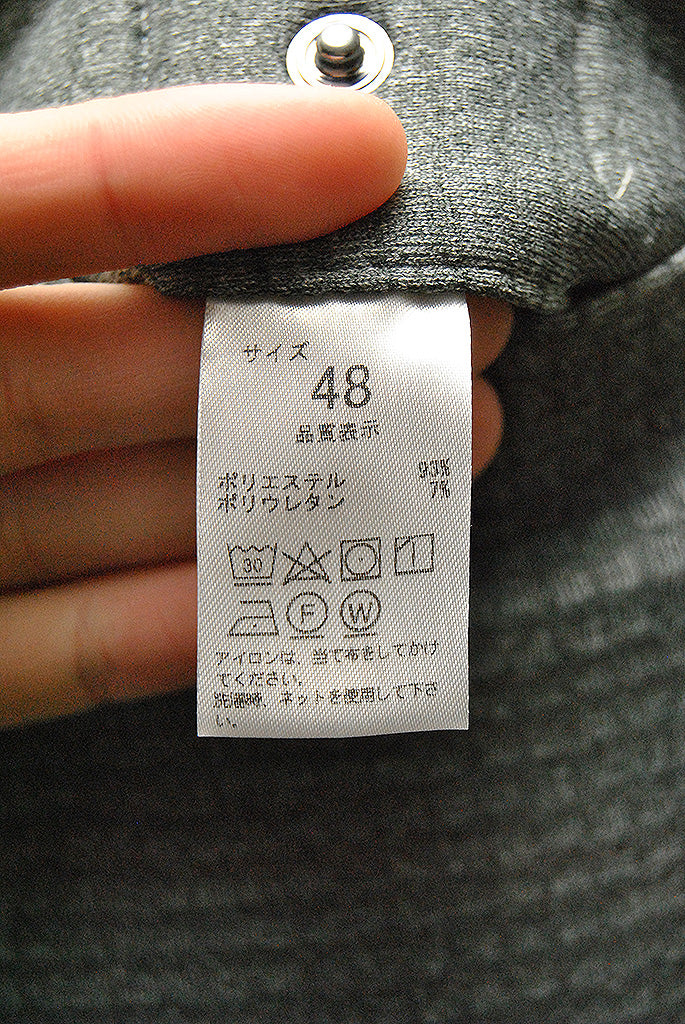 サイズ
48
品質表示
ポリエステル 93%
ポリウレタン 7%
30
F W
アイロンは、当て布をしてかけ
てください。
洗濯時、ネットを使用して下さ
い。